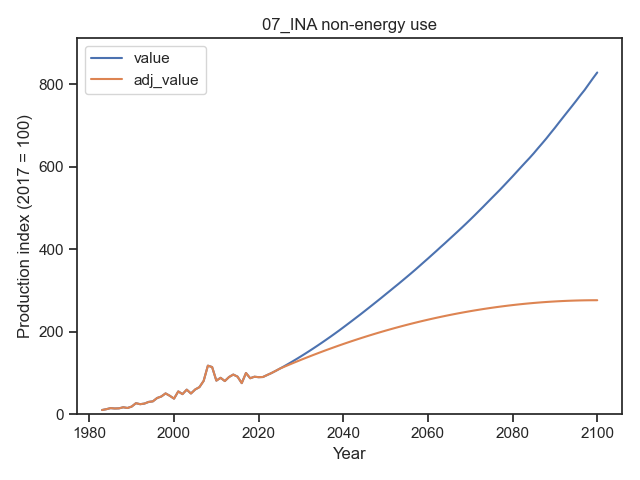 07_INA non-energy use
value
adj_value
Production index (2017 = 100)
800
600
400
200
0
1980
2000
2020
2040
2060
2080
2100
Year